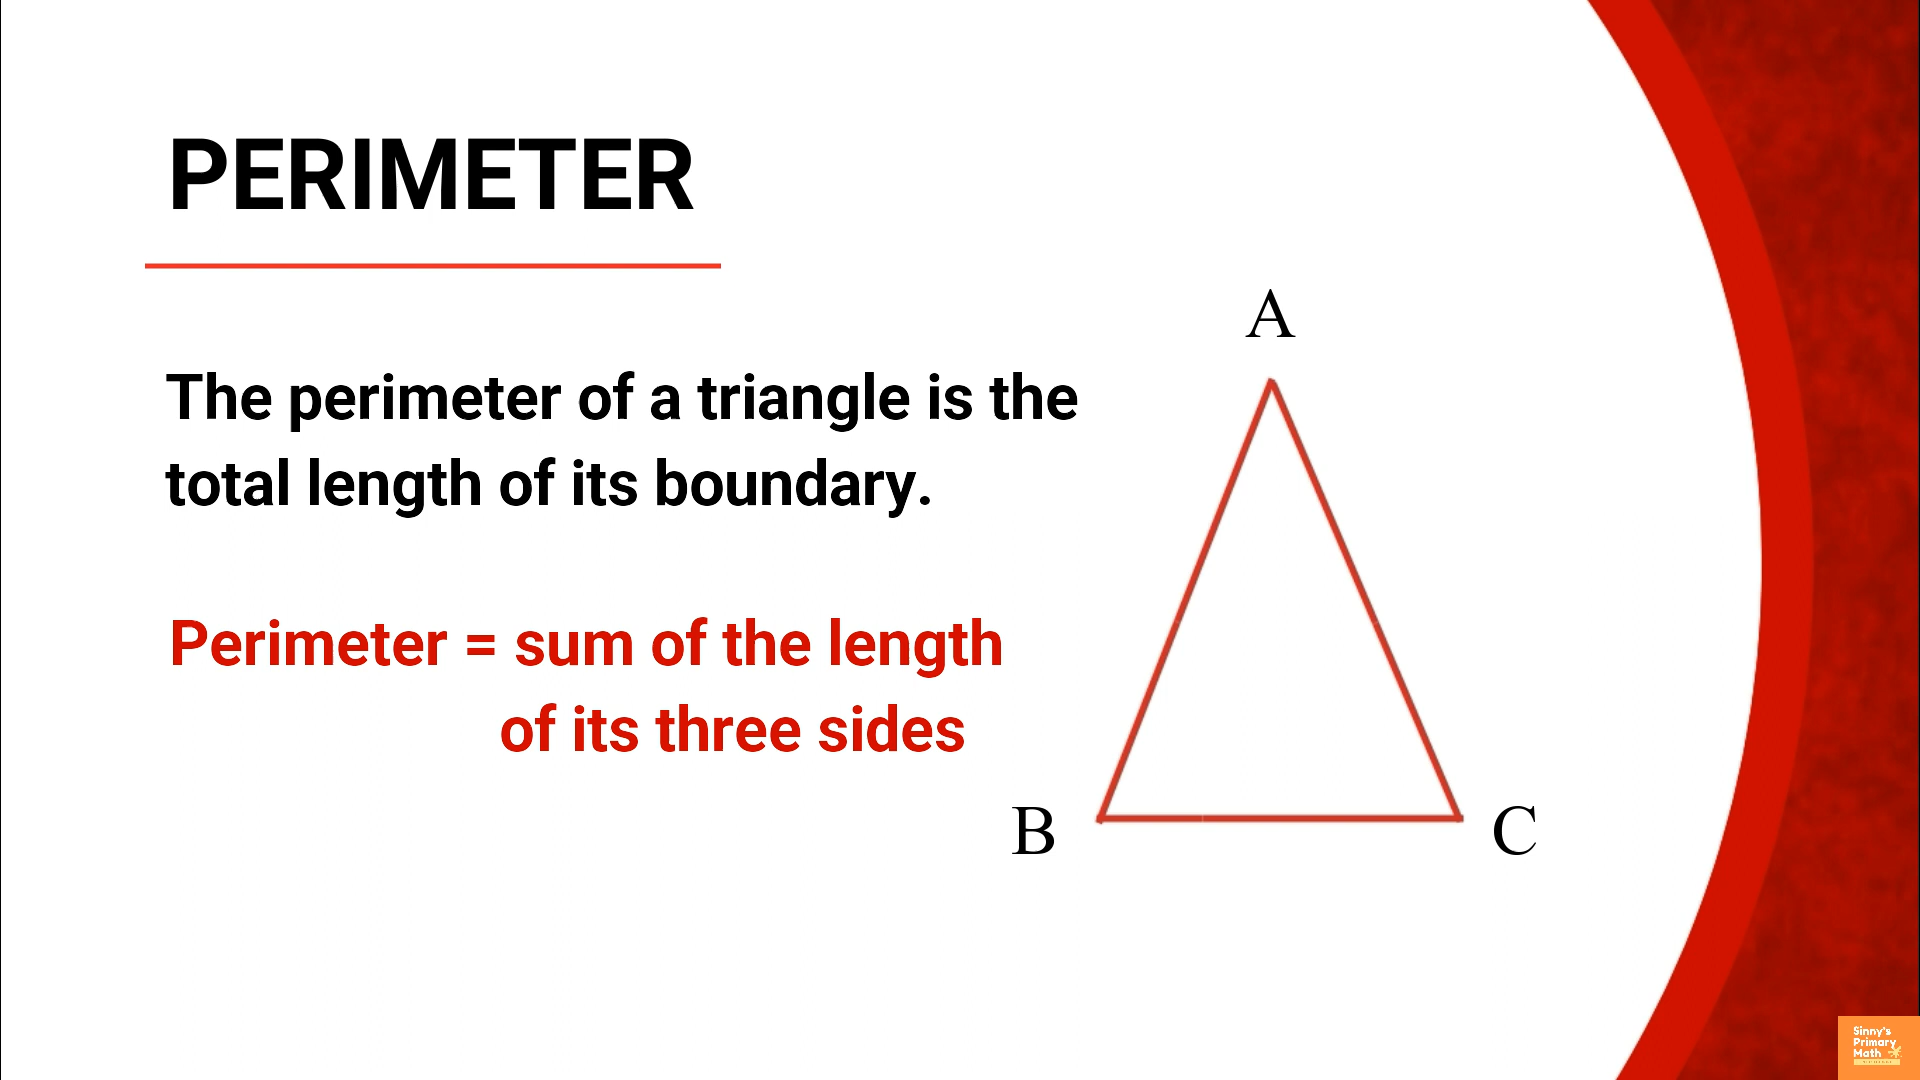 PERIMETER
The perimeter of a triangle is the
total length of its boundary.
Perimeter = sum of the length
of its three sides
A
B
C
Sinny's
Primary
Math